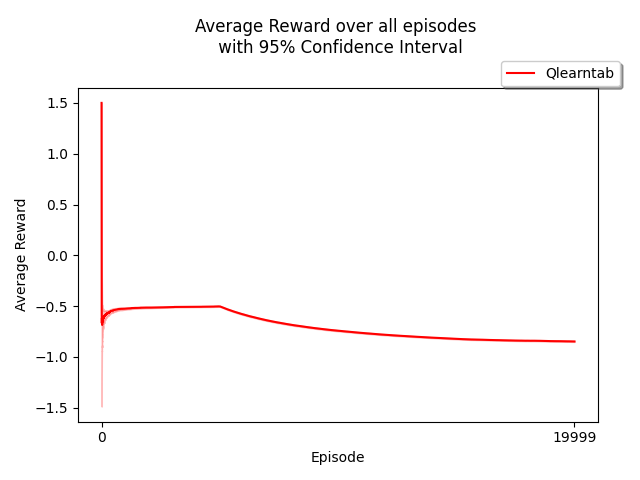 Average Reward over all episodes
with 95% Confidence Interval
Qlearntab
1.5
1.0
0.5
0.0
−0.5
−1.0
−1.5
Average Reward
0
19999
Episode